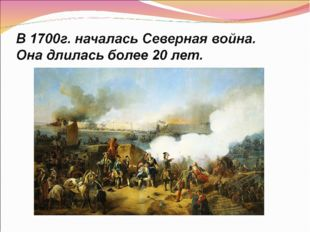 В 1700г. началась Северная война.
Она длилась более 20 лет.